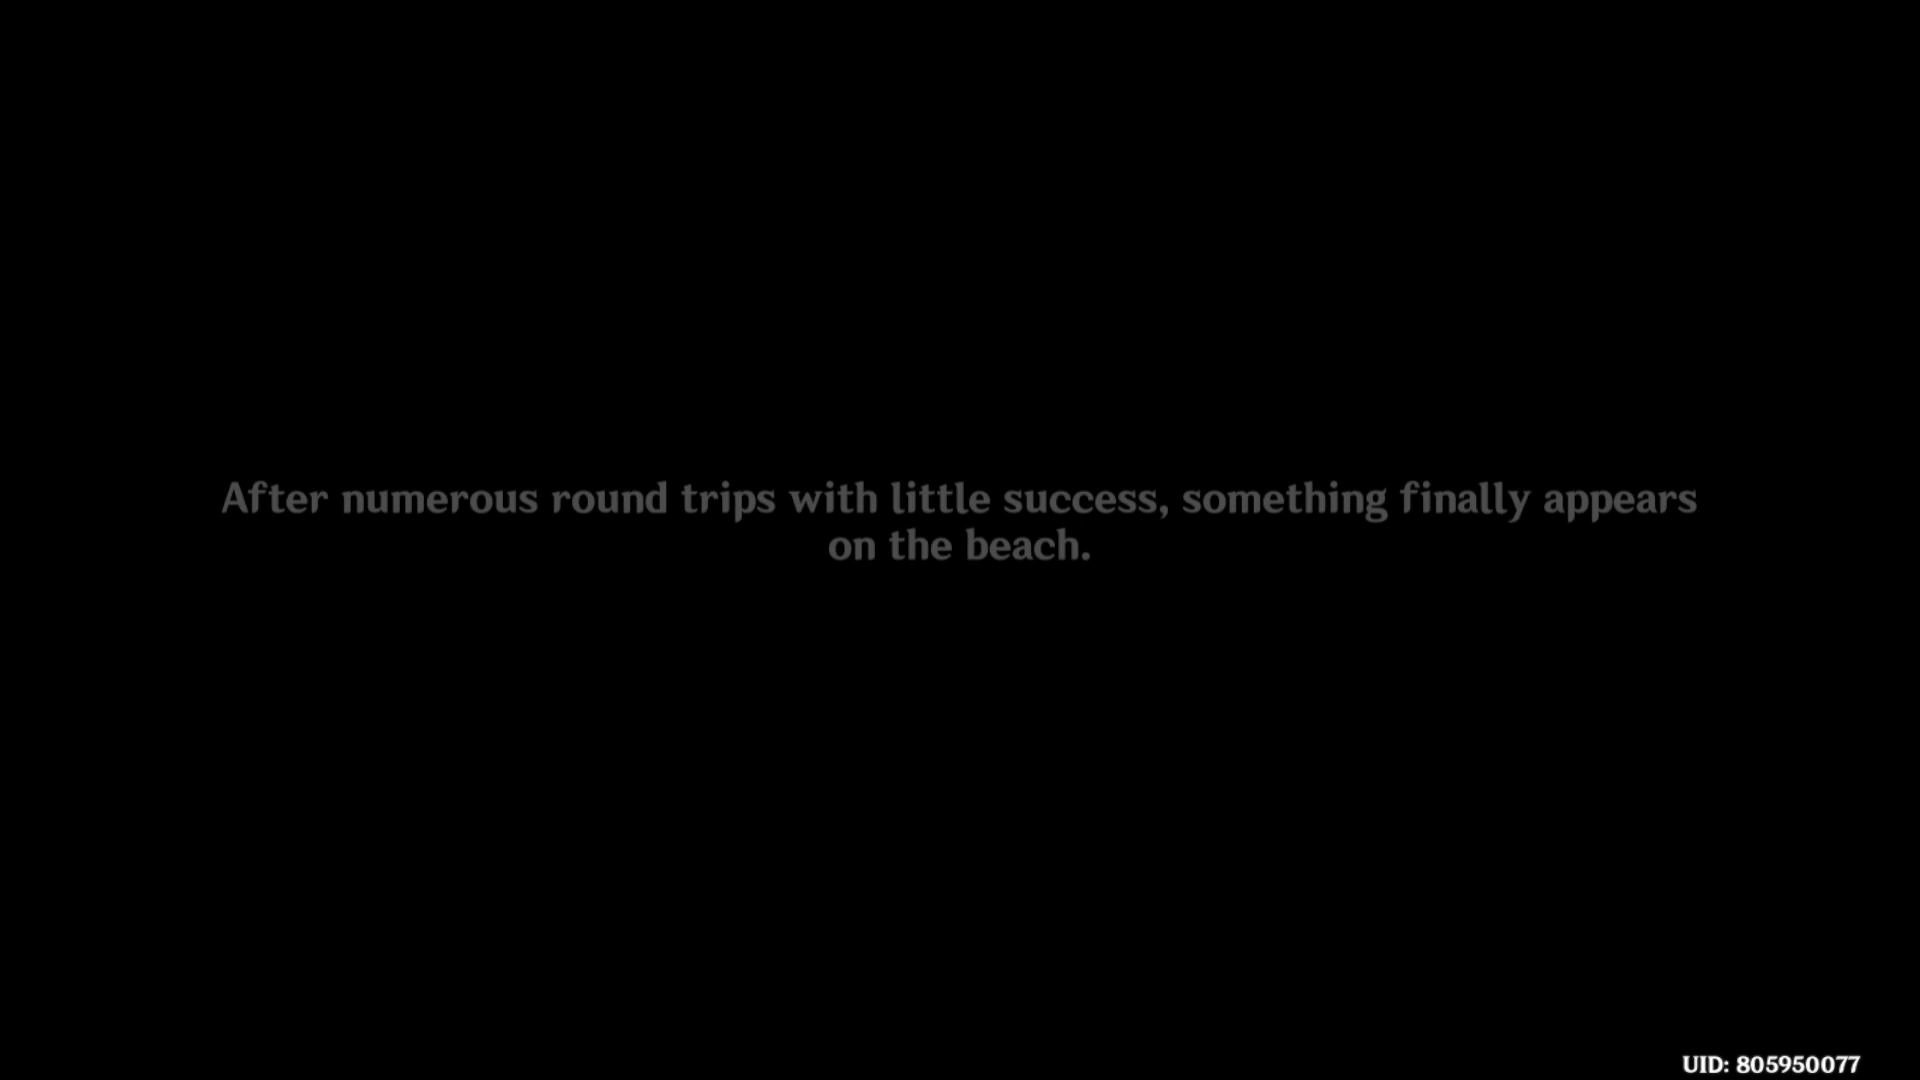 After numerous round trips with little success, something finally appears
on the beach.
UID: 805950077